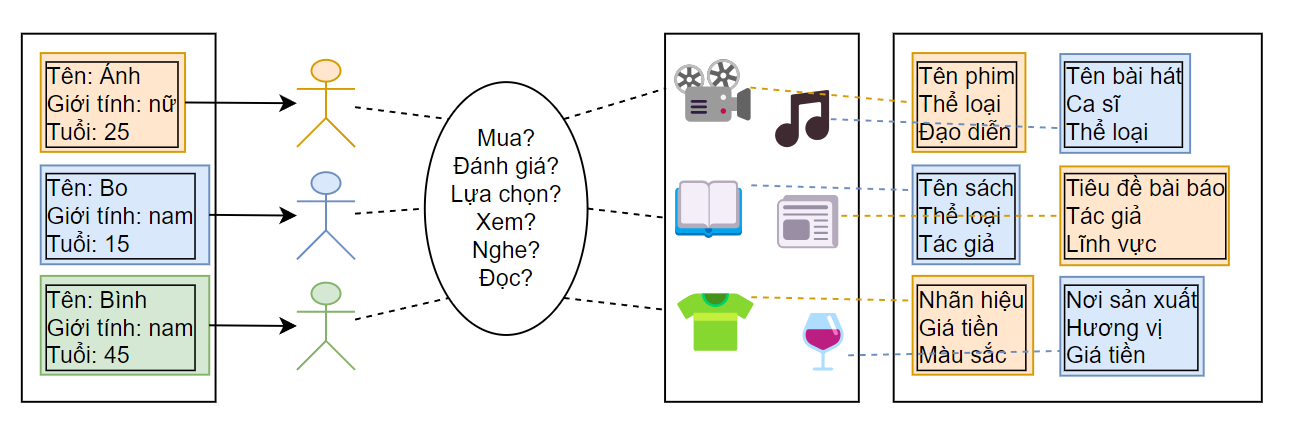 Tên: Ánh
Giới tính: nữ
Tuổi: 25
Tên: Bo
Giới tính: nam
Tuổi: 15
Tên: Bình
Giới tính: nam
Tuổi: 45
Mua?
Đánh giá?
Lựa chọn?
Xem?
Nghe?
Đọc?
Tên phim
Thể loại
Đạo diễn
Tên bài hát
Ca sĩ
Thể loại
Tên sách
Thể loại
Tác giả
Tiêu đề bài báo
Tác giả
Lĩnh vực
Nhãn hiệu
Giá tiền
Màu sắc
Nơi sản xuất
Hương vị
Giá tiền